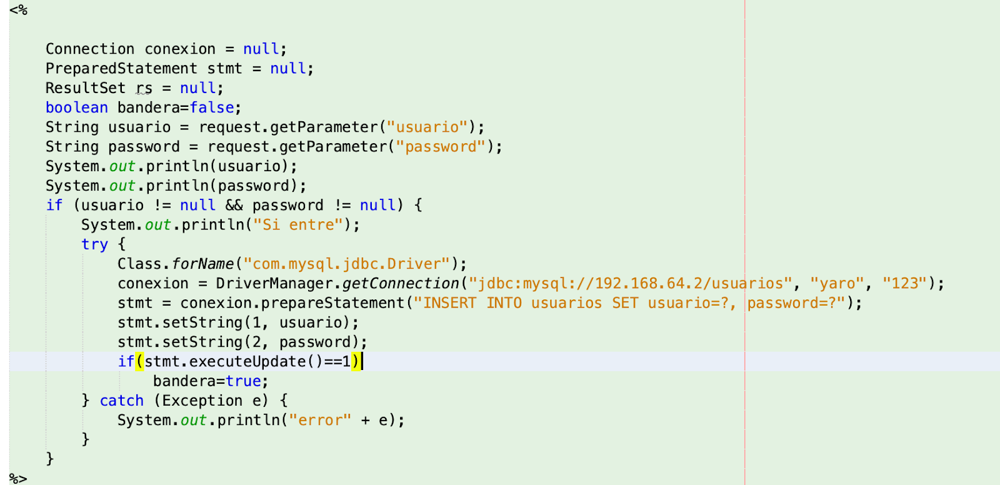 <%
Connection conexion = null;
PreparedStatement stmt = null;
ResultSet rs = null;
boolean bandera=false;
String usuario = request.getParameter("usuario");
String password = request.getParameter("password");
System.out.println(usuario);
System.out.println(password);
if (usuario != null && password != null) {
System.out.println("Si entre");
try {
Class.forName("com.mysql.jdbc.Driver");
conexion = DriverManager.getConnection("jdbc:mysql://192.168.64.2/usuarios", "yaro", "123");
stmt = conexion.prepareStatement("INSERT INTO usuarios SET usuario=?, password=?");
stmt.setString(1, usuario);
stmt.setString(2, password);
if(stmt.executeUpdate()==1)
bandera=true;
} catch (Exception e) {
System.out.println("error" + e);
}
}
%>